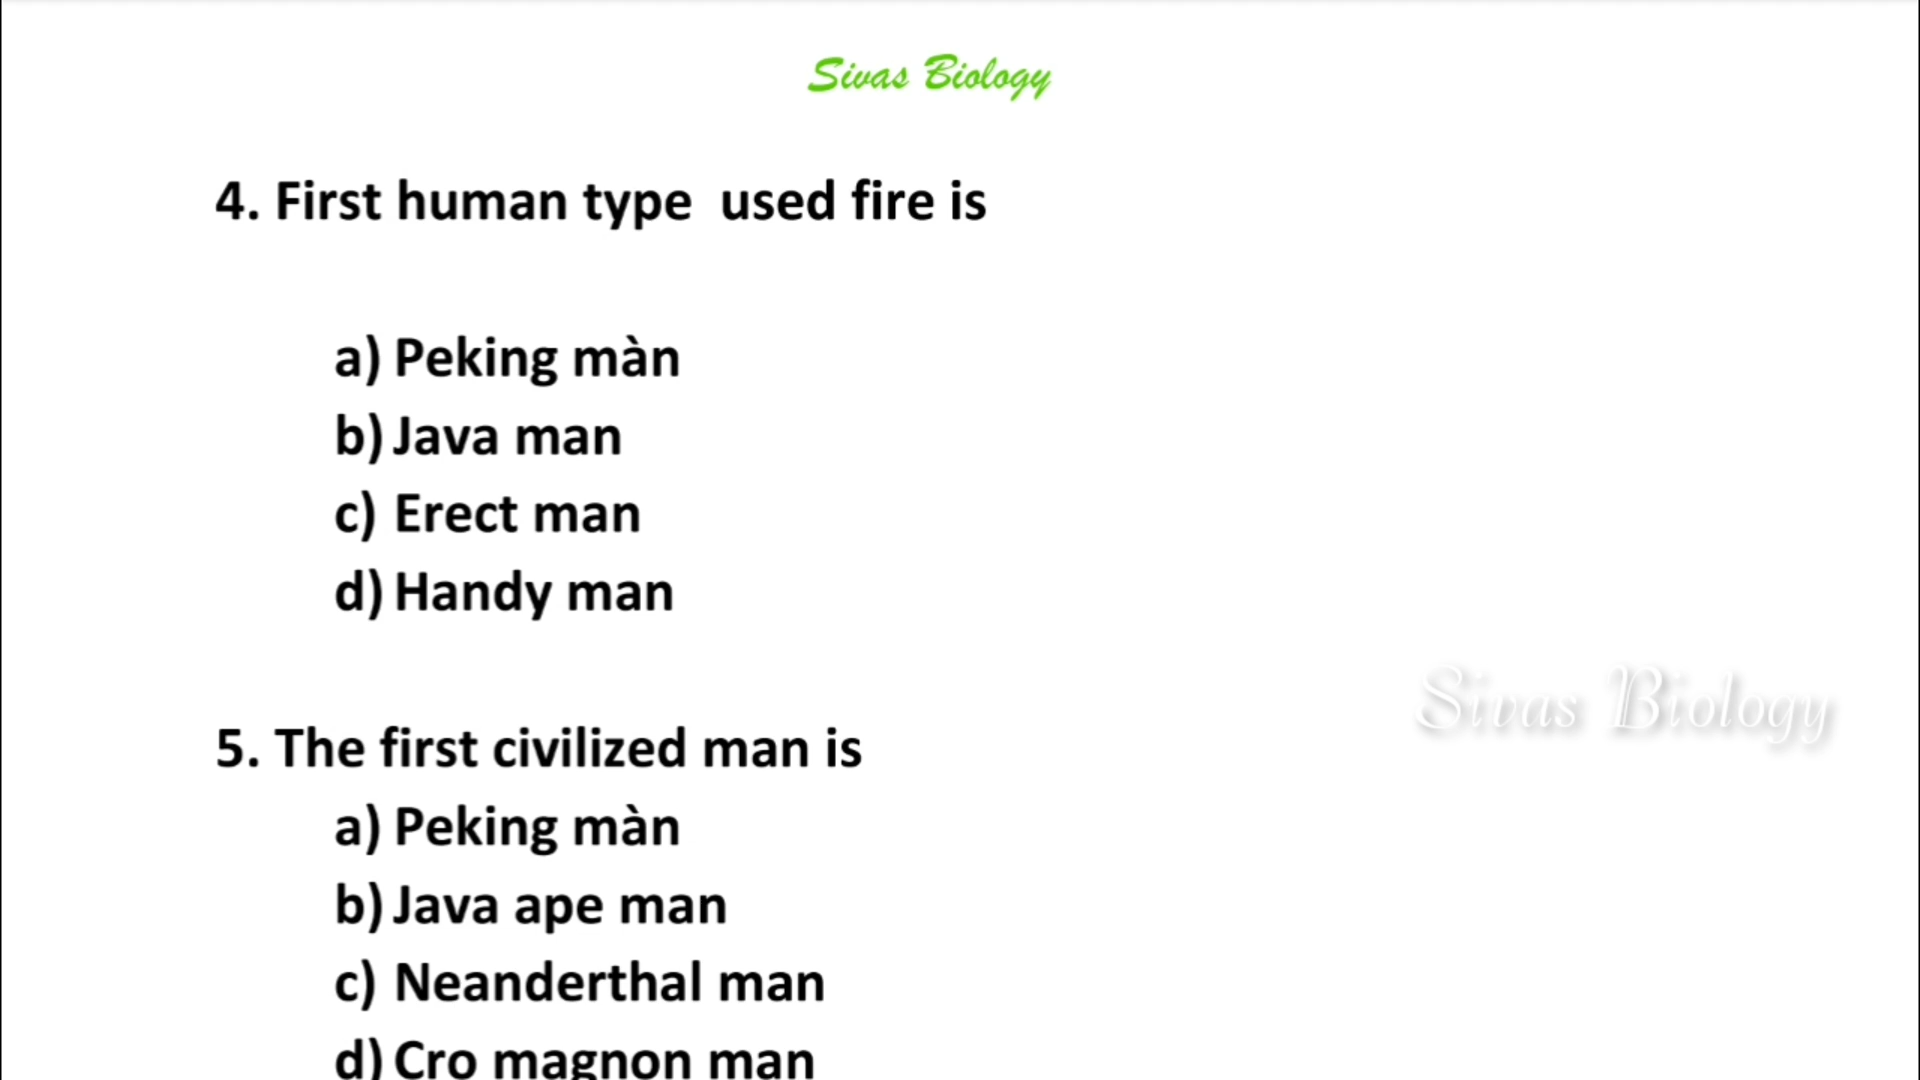 Sivas Biology
4. First human type used fire is
a) Peking màn
b) Java man
c) Erect man
d) Handy man
Sivas Biology
5. The first civilized man is
a) Peking màn
b) Java ape man
c) Neanderthal man
d) Cro magnon man